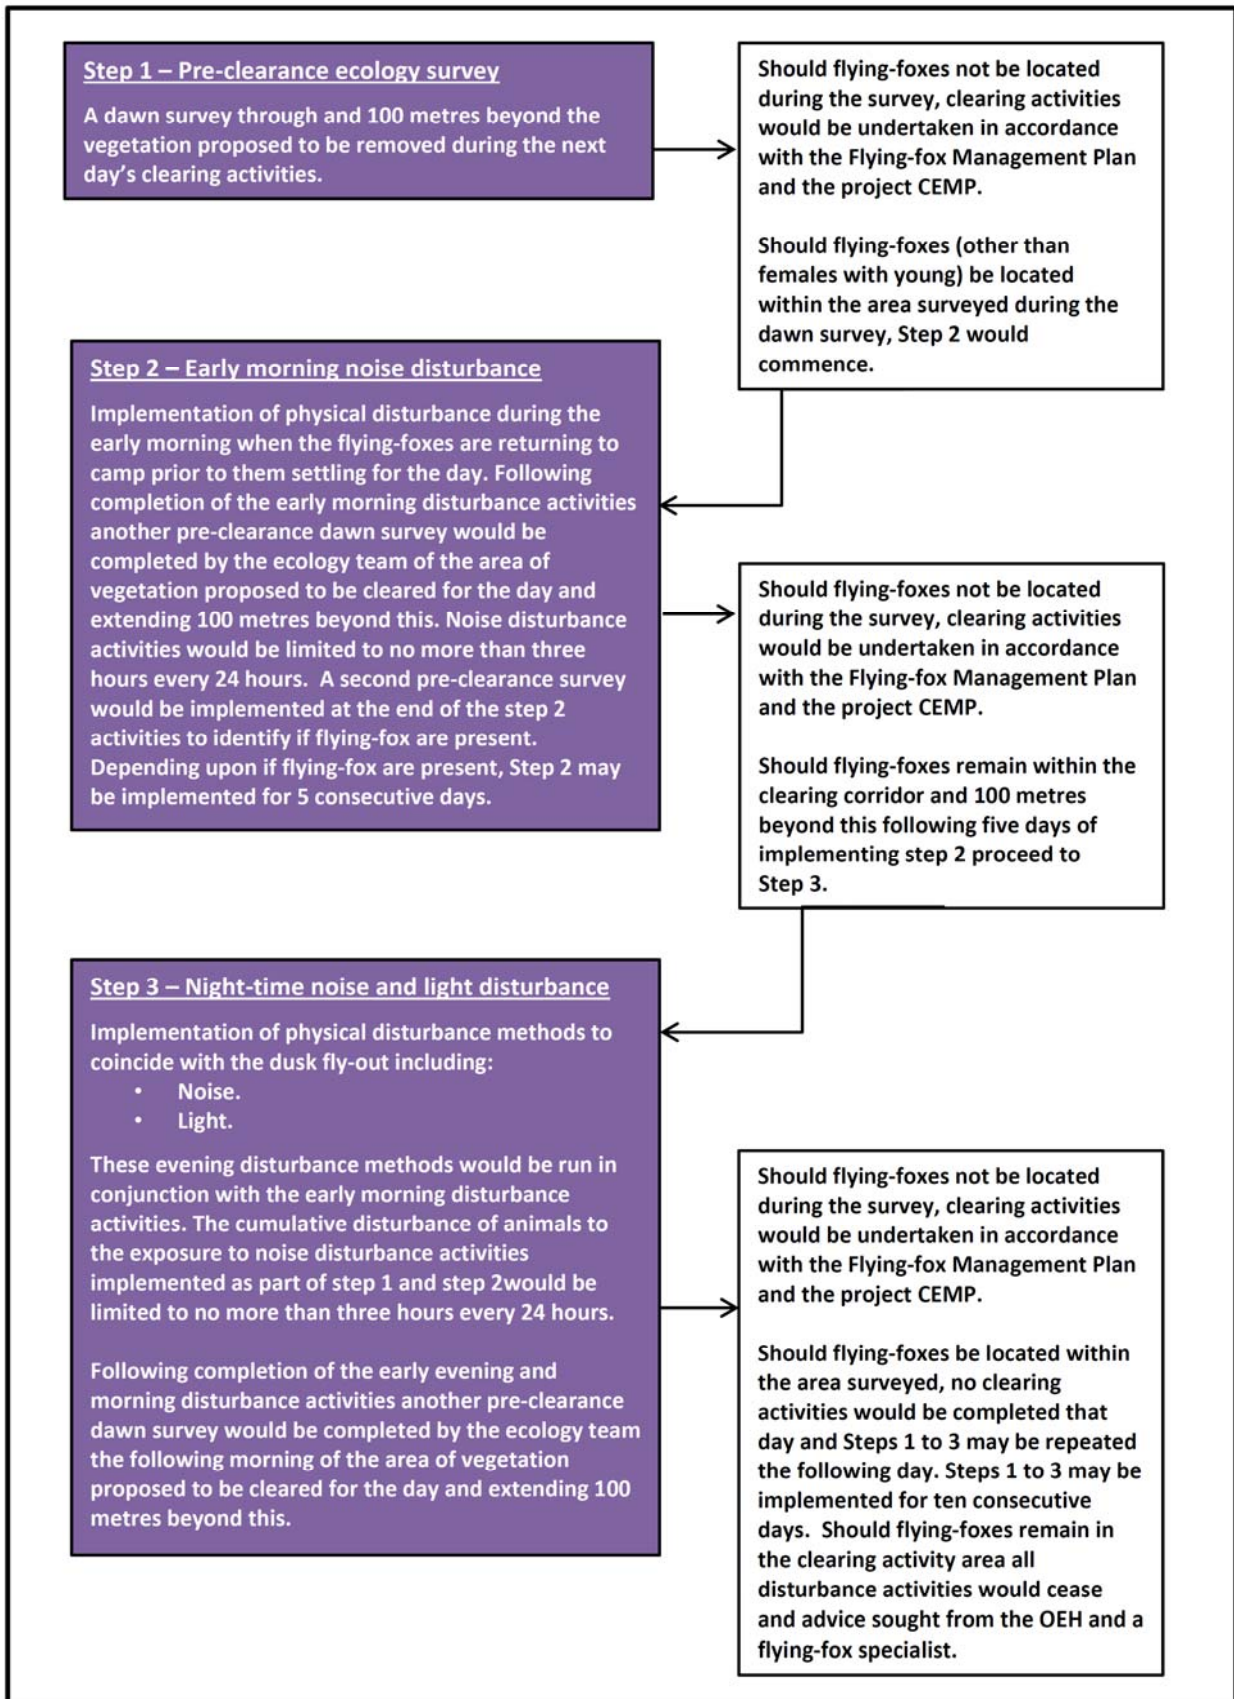 Step 1 – Pre-clearance ecology survey
A dawn survey through and 100 metres beyond the
vegetation proposed to be removed during the next
day’s clearing activities.
Should flying-foxes not be located
during the survey, clearing activities
would be undertaken in accordance
with the Flying-fox Management Plan
and the project CEMP.
Should flying-foxes (other than
females with young) be located
within the area surveyed during the
dawn survey, Step 2 would
commence.
Step 2 – Early morning noise disturbance
Implementation of physical disturbance during the
early morning when the flying-foxes are returning to
camp prior to them settling for the day. Following
completion of the early morning disturbance activities
another pre-clearance dawn survey would be
completed by the ecology team of the area of
vegetation proposed to be cleared for the day and
extending 100 metres beyond this. Noise disturbance
activities would be limited to no more than three
hours every 24 hours.  A second pre-clearance survey
would be implemented at the end of the step 2
activities to identify if flying-fox are present.
Depending upon if flying-fox are present, Step 2 may
be implemented for 5 consecutive days.
Should flying-foxes not be located
during the survey, clearing activities
would be undertaken in accordance
with the Flying-fox Management Plan
and the project CEMP.
Should flying-foxes remain within the
clearing corridor and 100 metres
beyond this following five days of
implementing step 2 proceed to
Step 3.
Step 3 – Night-time noise and light disturbance
Implementation of physical disturbance methods to
coincide with the dusk fly-out including:
• Noise.
• Light.
These evening disturbance methods would be run in
conjunction with the early morning disturbance
activities. The cumulative disturbance of animals to
the exposure to noise disturbance activities
implemented as part of step 1 and step 2would be
limited to no more than three hours every 24 hours.
Following completion of the early evening and
morning disturbance activities another pre-clearance
dawn survey would be completed by the ecology team
the following morning of the area of vegetation
proposed to be cleared for the day and extending 100
metres beyond this.
Should flying-foxes not be located
during the survey, clearing activities
would be undertaken in accordance
with the Flying-fox Management Plan
and the project CEMP.
Should flying-foxes be located within
the area surveyed, no clearing
activities would be completed that
day and Steps 1 to 3 may be repeated
the following day. Steps 1 to 3 may be
implemented for ten consecutive
days.  Should flying-foxes remain in
the clearing activity area all
disturbance activities would cease
and advice sought from the OEH and a
flying-fox specialist.